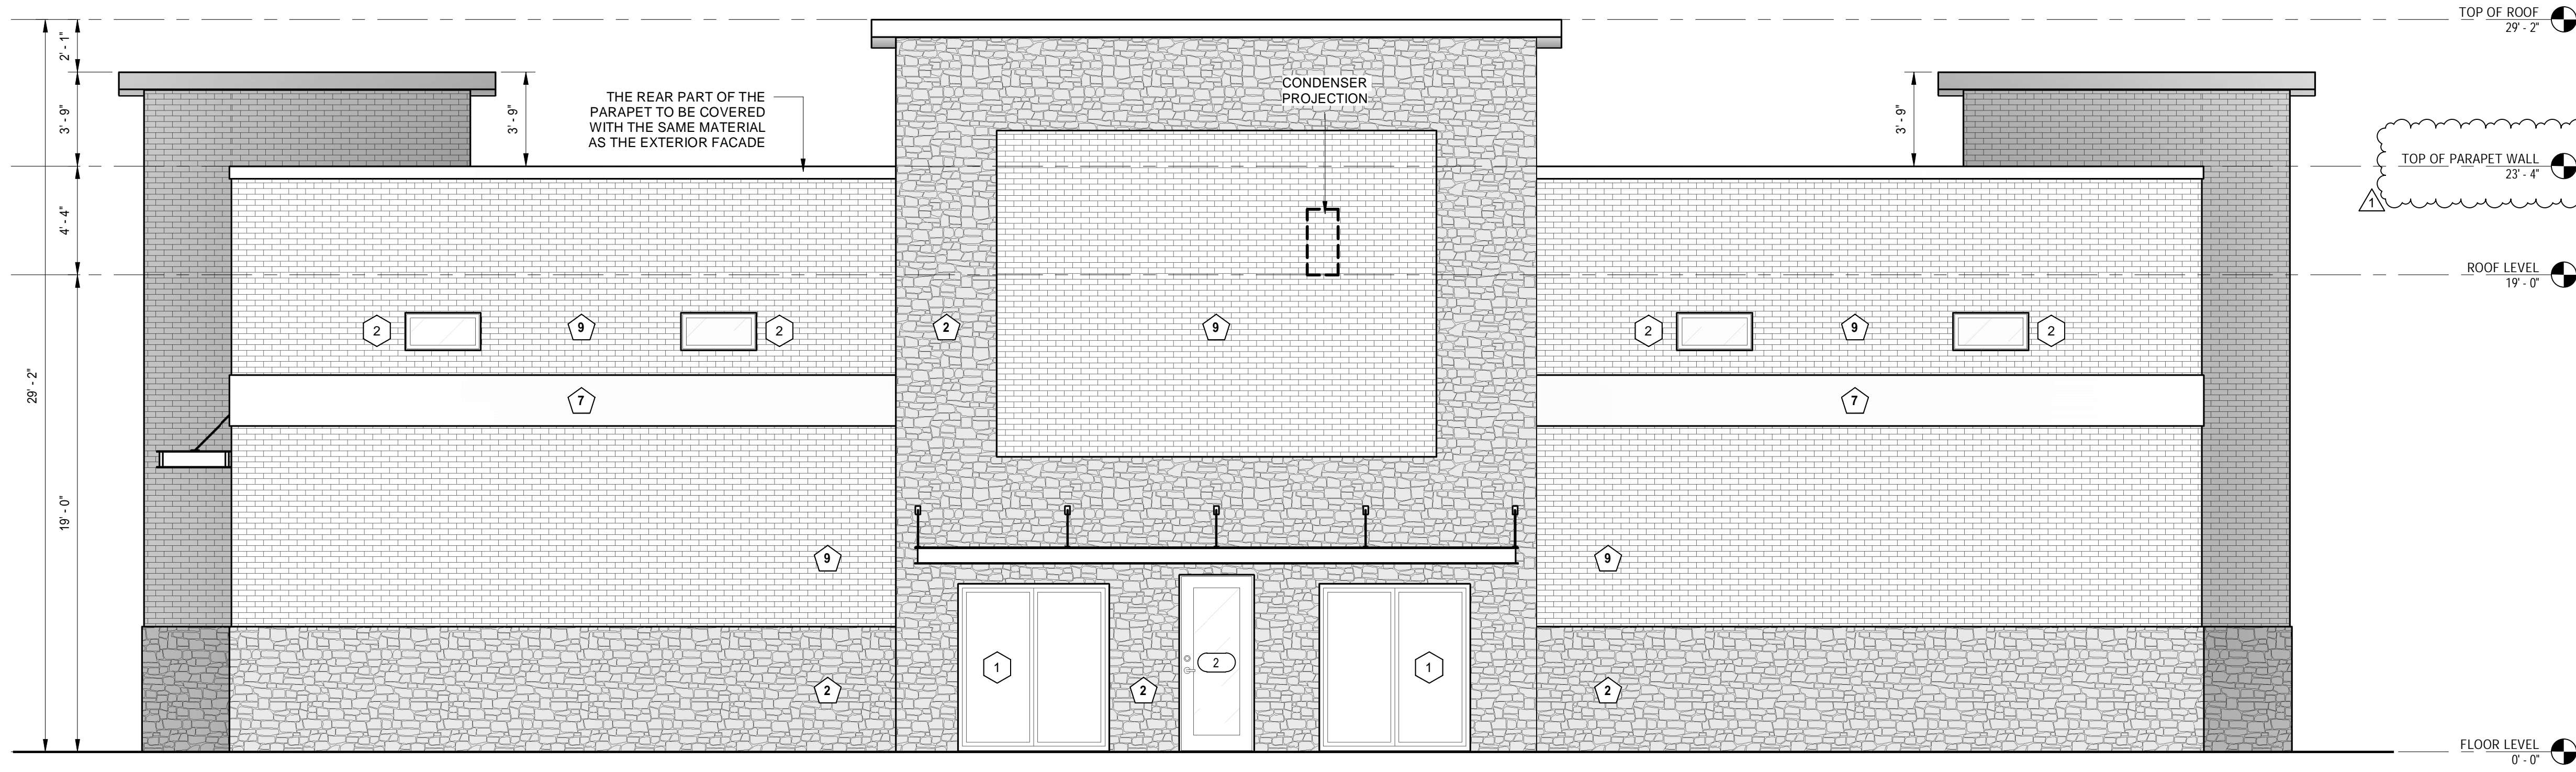 TOP OF ROOF
29' - 2"
2' - 1"
3' - 9"
3' - 9"
THE REAR PART OF THE
PARAPET TO BE COVERED
WITH THE SAME MATERIAL
AS THE EXTERIOR FACADE
CONDENSER
PROJECTION
3' - 9"
TOP OF PARAPET WALL
23' - 4"
1
4' - 4"
ROOF LEVEL
19' - 0"
2
9
2
2
9
2
9
2
29' - 2"
7
7
19' - 0"
9
9
1
2
1
2
2
2
FLOOR LEVEL
0' - 0"